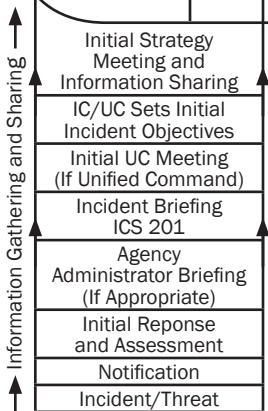 Information Gathering and Sharing
Initial Strategy
Meeting and
Information Sharing
IC/UC Sets Initial
Incident Objectives
Initial UC Meeting
(If Unified Command)
Incident Briefing
ICS 201
Agency
Administrator Briefing
(If Appropriate)
Initial Reponse
and Assessment
Notification
Incident/Threat